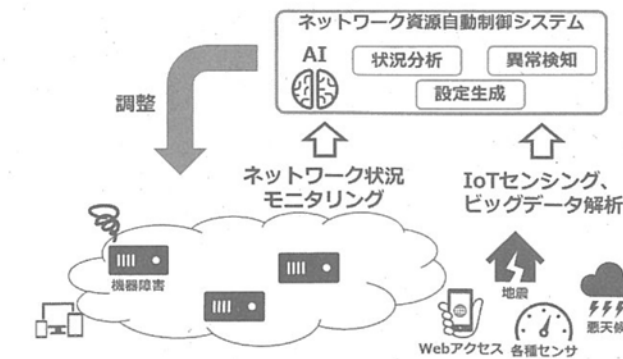 ネットワーク資源自動制御システム
AI
状況分析
異常検知
設定生成
調整
ネットワーク状況
モニタリング
IoTセンシング、
ビッグデータ解析
機器障害
地震
悪天候
Webアクセス
各種センサ